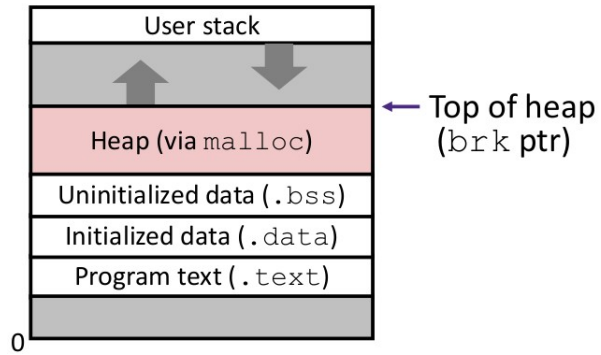 User stack
Top of heap
(brk ptr)
Heap (via malloc)
Uninitialized data (.bss)
Initialized data (.data)
Program text (.text)
0